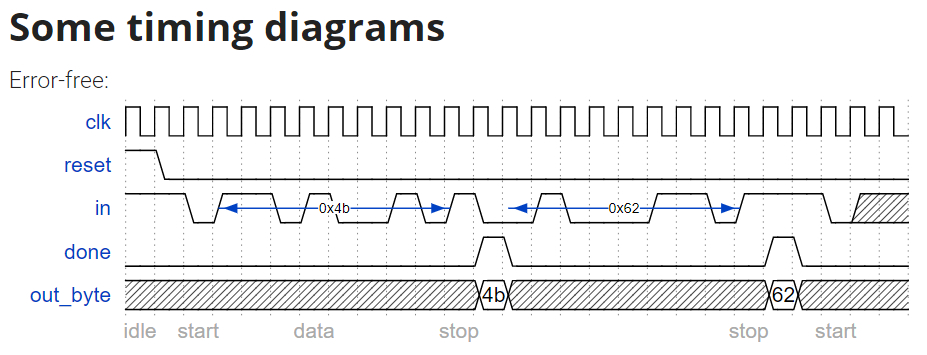 Some timing diagrams
Error-free:
clk
reset
in 0x4b 0x62
done
out_byte 4b 62
idle start data stop stop start